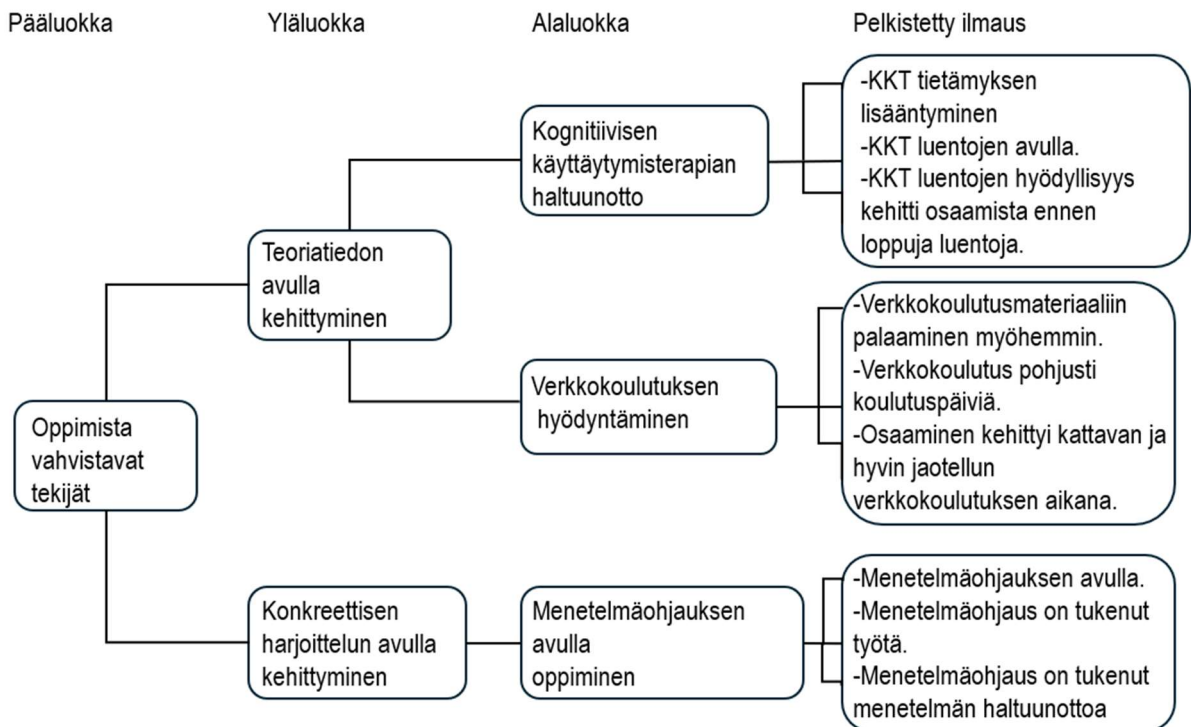 Pääluokka
Yläluokka
Alaluokka
Pelkistetty ilmaus
Oppimista
vahvistavat
tekijät
Teoriatiedon
avulla
kehittyminen
Kognitiivisen
käyttäytymisterapian
haltuunotto
-KKT tietämyksen
lisääntyminen
-KKT luentojen avulla.
-KKT luentojen hyödyllisyys
kehitti osaamista ennen
loppuja luentoja.
Verkkokoulutuksen
hyödyntäminen
-Verkkokoulutusmateriaaliin
palaaminen myöhemmin.
-Verkkokoulutus pohjusti
koulutuspäiviä.
-Osaaminen kehittyi kattavan ja
hyvin jaotellun
verkkokoulutuksen aikana.
Konkreettisen
harjoittelun avulla
kehittyminen
Menetelmäohjauksen
avulla
oppiminen
-Menetelmäohjauksen avulla.
-Menetelmäohjaus on tukenut
työtä.
-Menetelmäohjaus on tukenut
menetelmän haltuunottoa